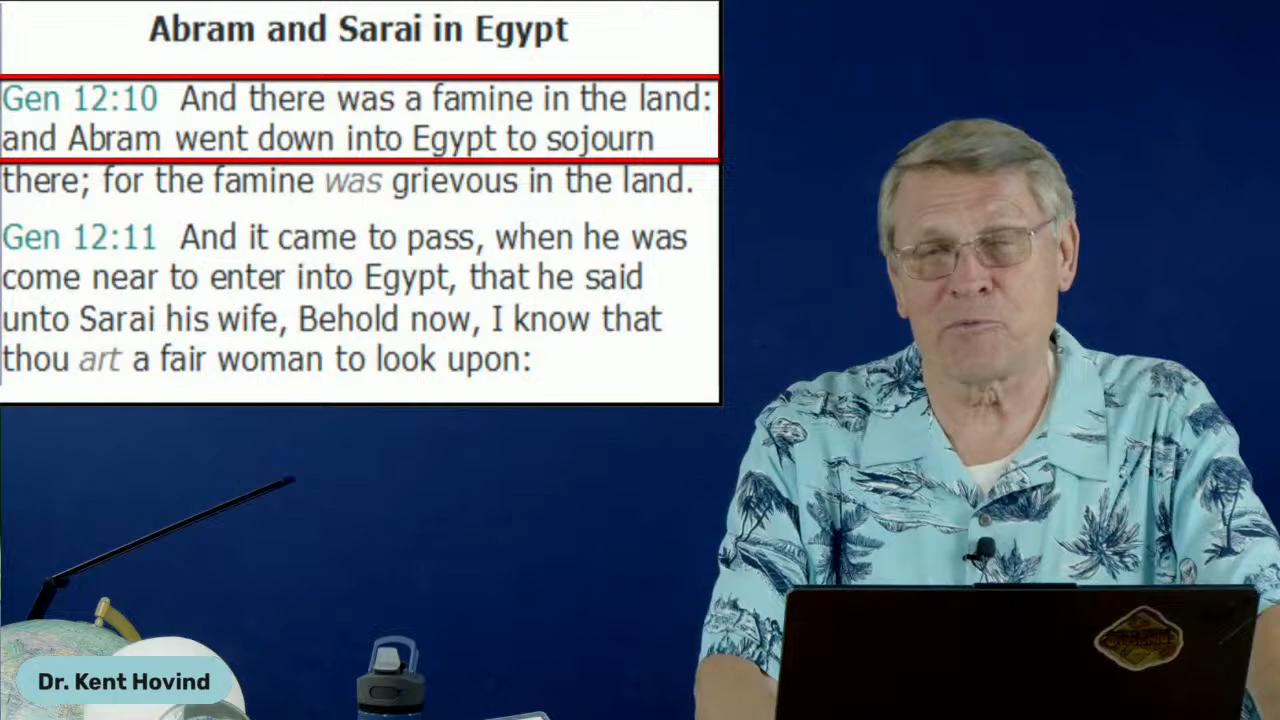 Abram and Sarai in Egypt
Gen 12:10 And there was a famine in the land:
and Abram went down into Egypt to sojourn
there; for the famine was grievous in the land.
Gen 12:11 And it came to pass, when he was
come near to enter into Egypt, that he said
unto Sarai his wife, Behold now, I know that
thou art a fair woman to look upon:
Dr. Kent Hovind